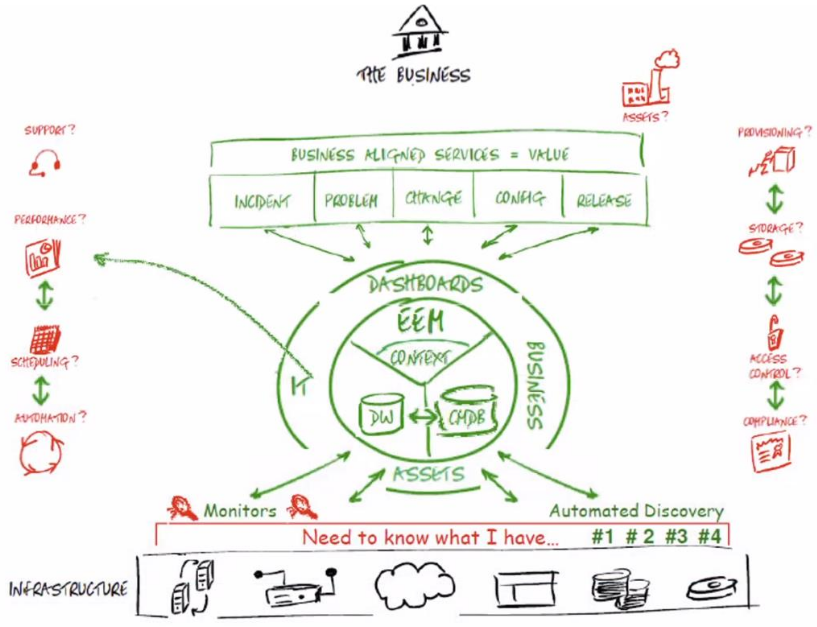 THE BUSINESS
ASSETS?
SUPPORT?
PROVISIONING?
BUSINESS ALIGNED SERVICES = VALUE
INCIDENT PROBLEM CHANGE CONFIG RELEASE
PERFORMANCE?
STORAGE?
DASHBOARDS
EEM
CONTEXT
IT
BUSINESS
SCHEDULING?
ACCESS
CONTROL?
DW
CMDB
AUTOMATION?
COMPLIANCE?
ASSETS
Monitors
Automated Discovery
Need to know what I have... #1 # 2 #3 #4
INFRASTRUCTURE